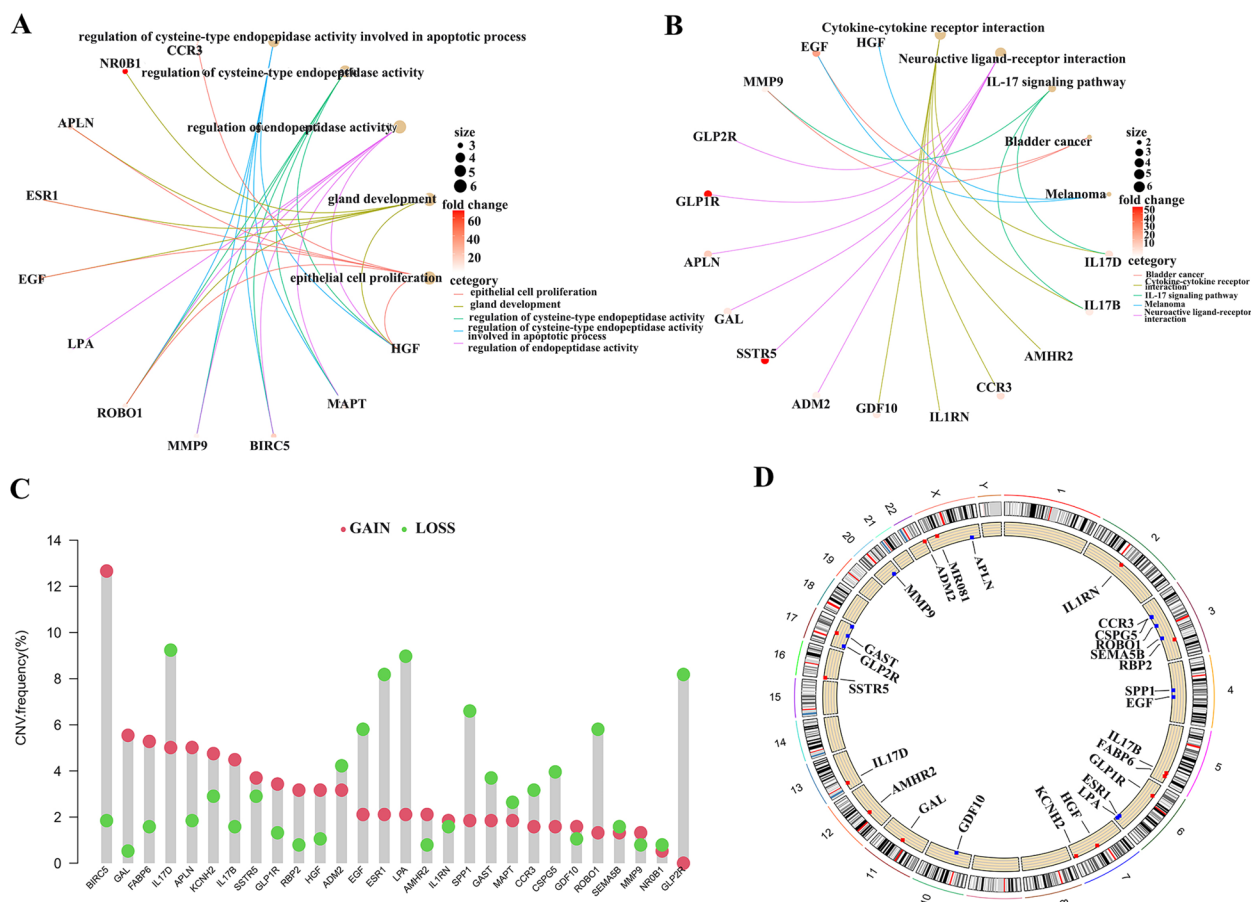 A
regulation of cysteine-type endopepidase activity involved in apoptotic process
CCR3
NR0B1
regulation of cysteine-type endopeptidase activity
APLN
regulation of endopeptidase activity
ESR1
gland development
EGF
epithelial cell proliferation
LPA
HGF
ROBO1
MAPT
MMP9
BIRC5
size
3
4
5
6
fold change
60
40
20
cetegory
epithelial cell proliferation
gland development
regulation of cysteine-type endopeptidase activity
regulation of cysteine-type endopeptidase activity
involved in apoptotic process
regulation of endopeptidase activity
B
Cytokine-cytokine receptor interaction
EGF
HGF
Neuroactive ligand-receptor interaction
MMP9
IL-17 signaling pathway
GLP2R
Bladder cancer
GLP1R
Melanoma
APLN
IL17D
GAL
IL17B
SSTR5
AMHR2
ADM2
CCR3
GDF10
IL1RN
size
2
3
4
5
6
fold change
50
40
30
20
10
cetegory
Bladder cancer
Cytokine-cytokine receptor
interaction
IL-17 signaling pathway
Melanoma
Neuroactive ligand-receptor
interaction
C
GAIN LOSS
CNV.frequency(%)
14
12
10
8
6
4
2
0
BIRC5
GAL
FABP6
IL17D
APLN
KCNH2
IL17B
SSTR5
GLP1R
RBP2
HGF
ADM2
EGF
ESR1
LPA
AMHR2
IL1RN
SPP1
GAST
MAPT
CCR3
CSPG5
GDF10
ROBO1
SEMA5B
MMP9
NR0B1
GLP2R
D
1
2
3
4
5
6
7
10
11
12
13
14
15
16
17
18
19
20
21
22
X
Y
IL1RN
CCR3
CSPG5
ROBO1
SEMA5B
RBP2
SPP1
EGF
IL17B
FABP6
GLP1R
ESR1
LPA
HGF
KCNH2
GDF10
GAL
AMHR2
IL17D
SSTR5
GLP2R
GAST
MMP9
ADM2
MR081
APLN